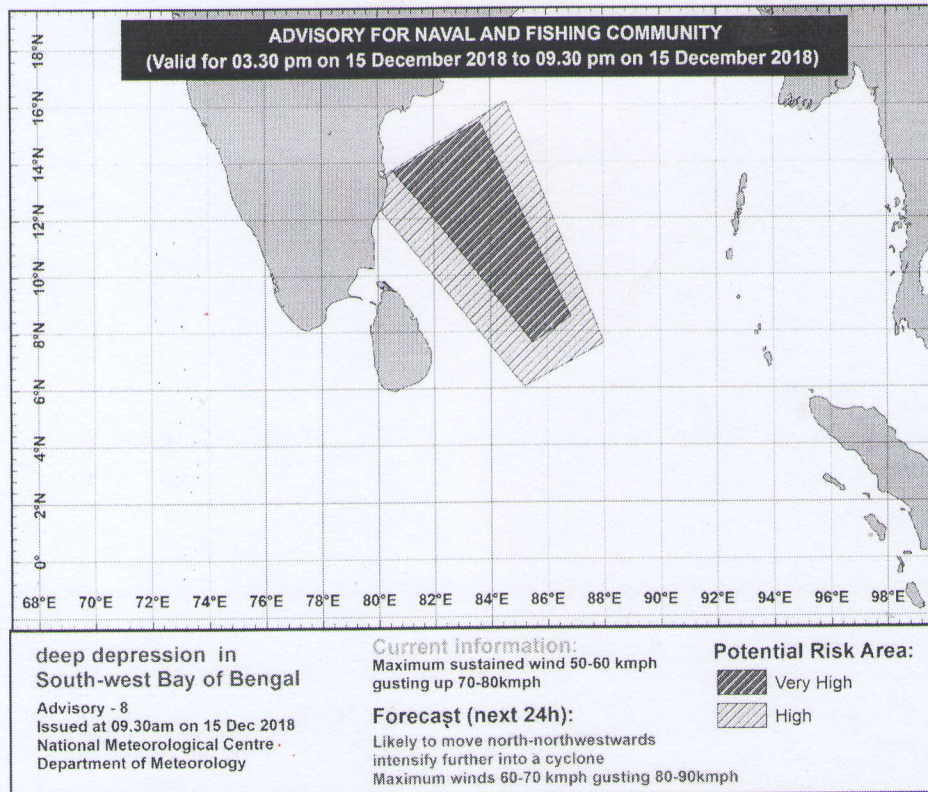 ADVISORY FOR NAVAL AND FISHING COMMUNITY
(Valid for 03.30 pm on 15 December 2018 to 09.30 pm on 15 December 2018)
18°N
16°N
14°N
12°N
10°N
8°N
6°N
4°N
2°N
0°
68°E 70°E 72°E 74°E 76°E 78°E 80°E 82°E 84°E 86°E 88°E 90°E 92°E 94°E 96°E 98°E
deep depression in
South-west Bay of Bengal
Advisory - 8
Issued at 09.30am on 15 Dec 2018
National Meteorological Centre
Department of Meteorology
Current information:
Maximum sustained wind 50-60 kmph
gusting up 70-80kmph
Forecast (next 24h):
Likely to move north-northwestwards
intensify further into a cyclone
Maximum winds 60-70 kmph gusting 80-90kmph
Potential Risk Area:
Very High
High